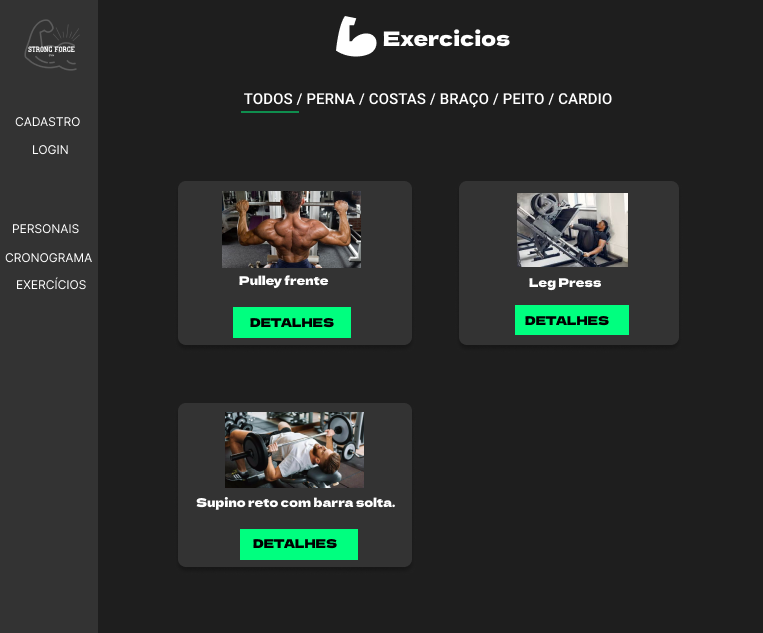 STRONG FORCE
CADASTRO
LOGIN
PERSONAIS
CRONOGRAMA
EXERCÍCIOS
Exercicios
TODOS / PERNA / COSTAS / BRAÇO / PEITO / CARDIO
Pulley frente
DETALHES
Leg Press
DETALHES
Supino reto com barra solta.
DETALHES